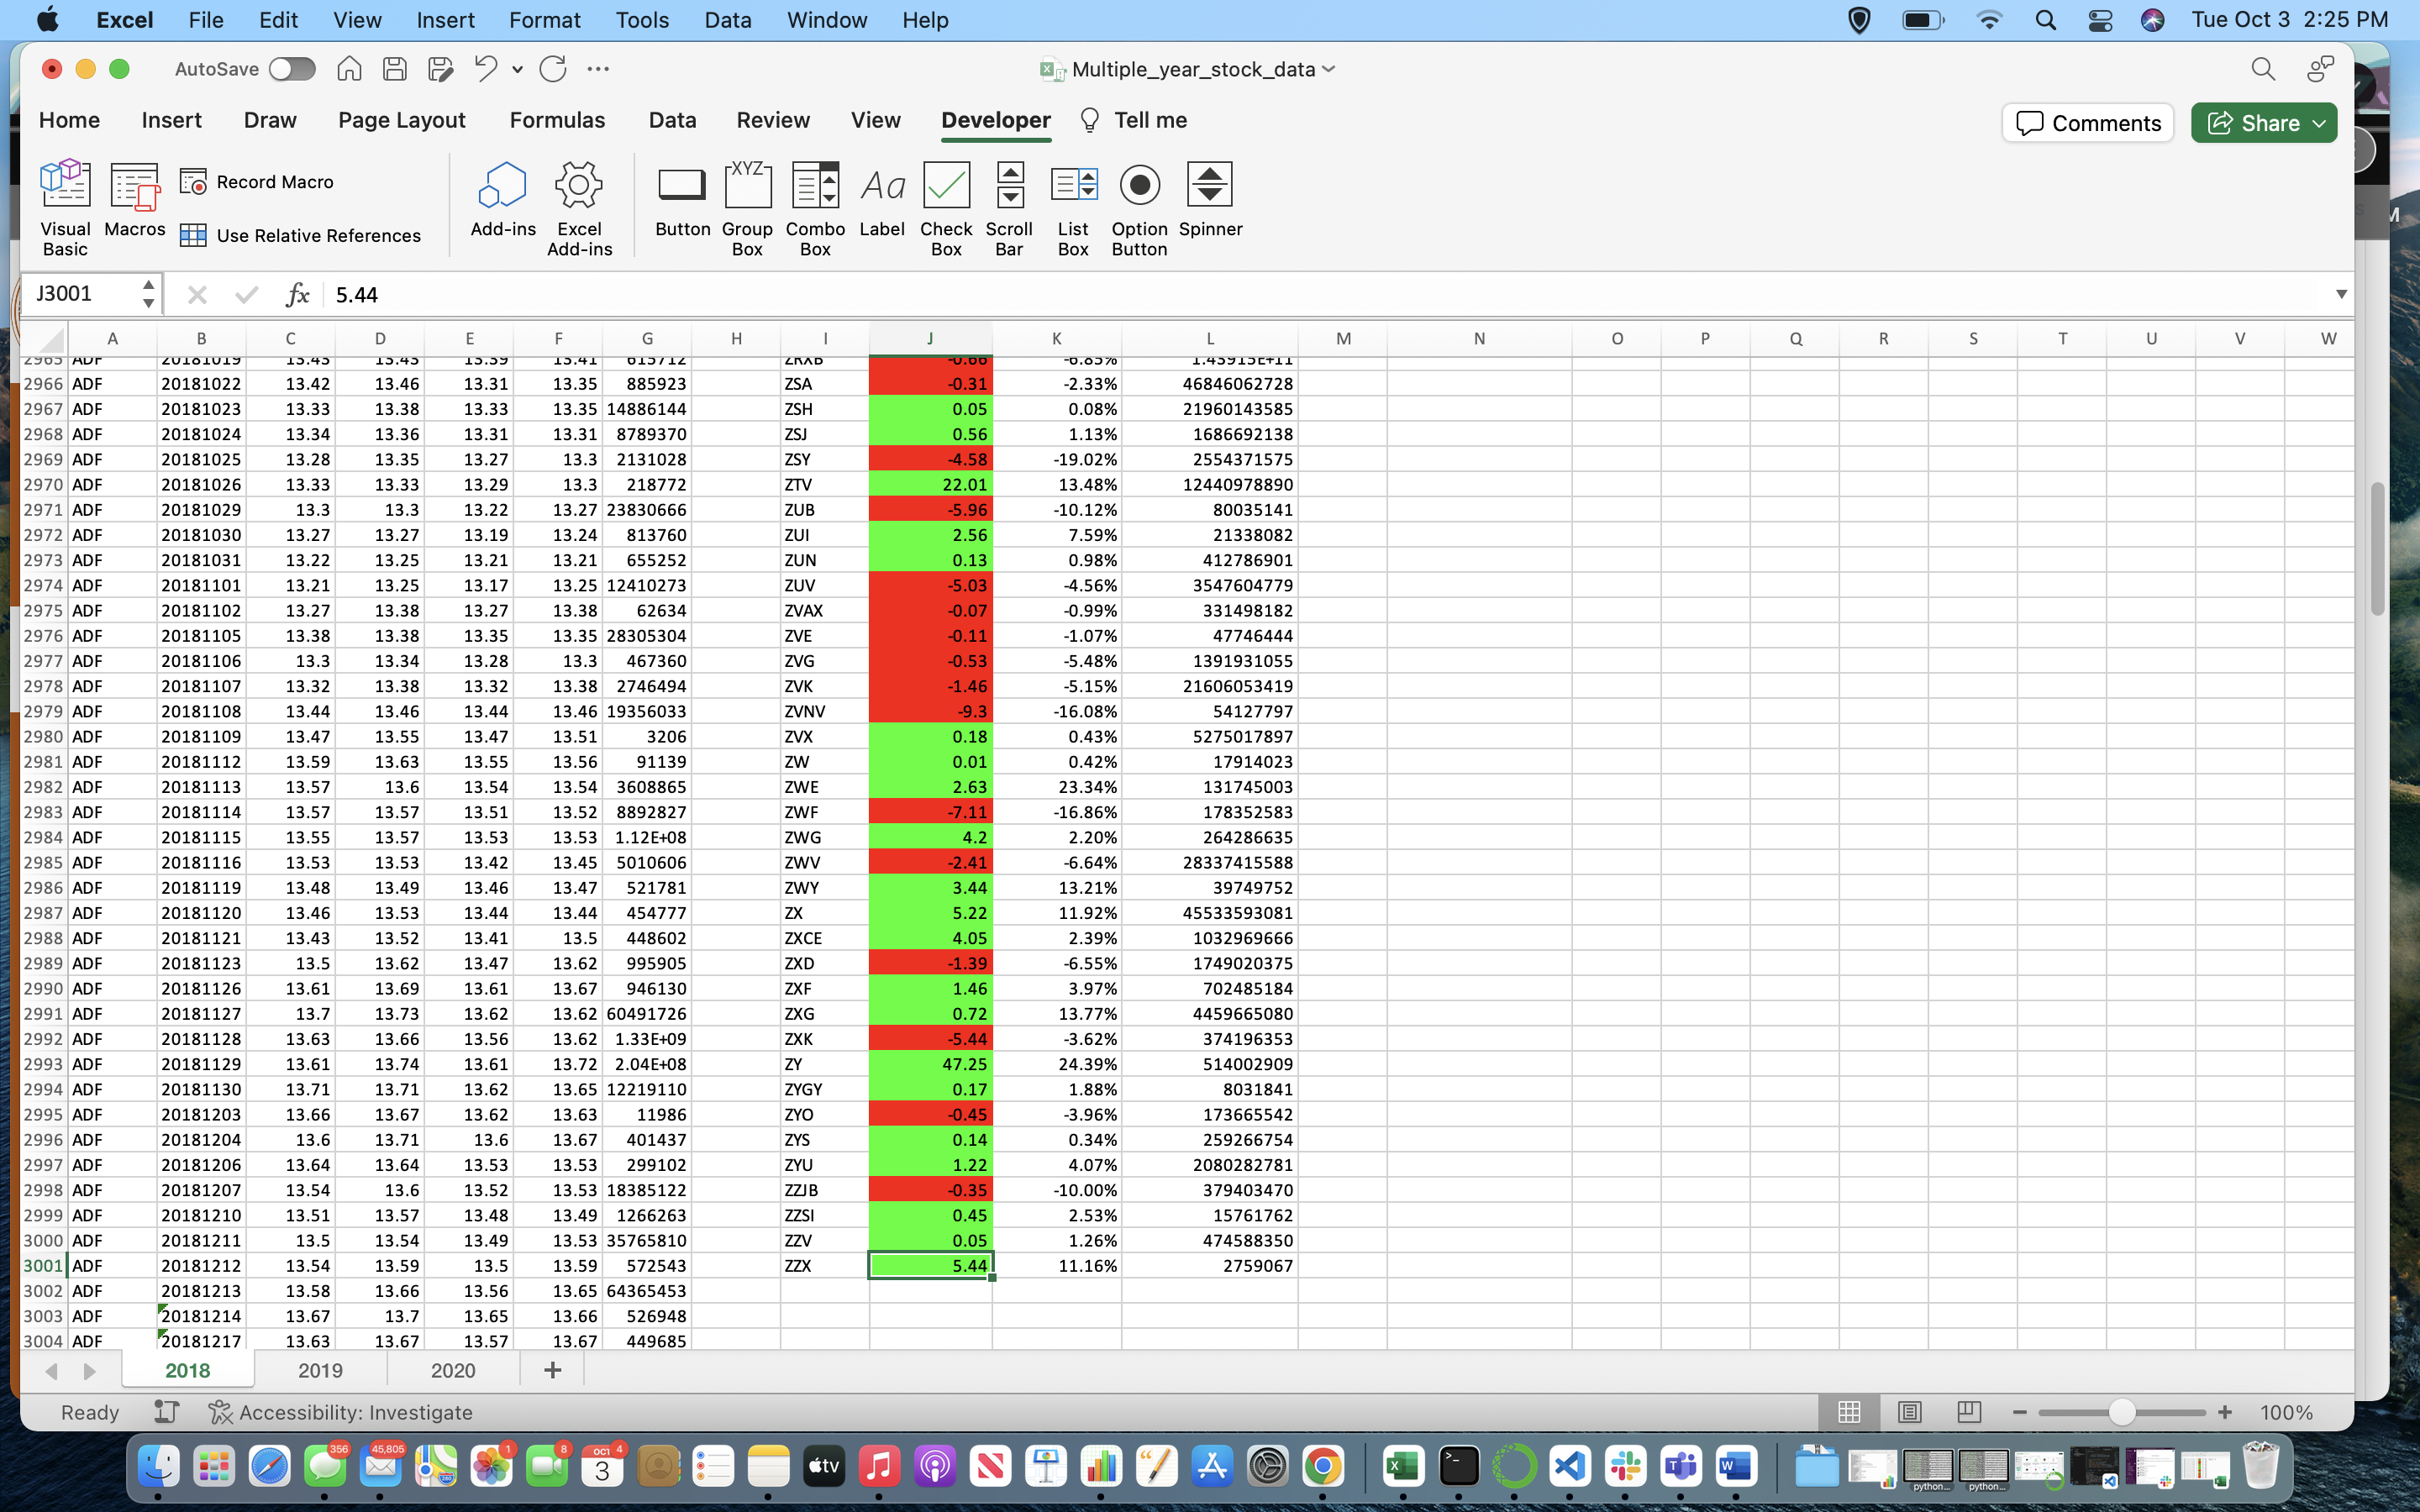 Excel File Edit View Insert Format Tools Data Window Help Tue Oct 3 2:25 PM
AutoSave Multiple_year_stock_data
Home Insert Draw Page Layout Formulas Data Review View Developer Tell me Comments Share
Visual Basic Macros Record Macro Use Relative References Add-ins Excel Add-ins Button XYZ Group Box Combo Box Aa Label Check Box Scroll Bar List Box Option Button Spinner
J3001 fx 5.44
A B C D E F G H I J K L M N O P Q R S T U V W
2965 ADF 20181019 13.43 13.43 13.39 13.41 615712 ZRXB -0.66 -6.85% 1.43915E+11
2966 ADF 20181022 13.42 13.46 13.31 13.35 885923 ZSA -0.31 -2.33% 46846062728
2967 ADF 20181023 13.33 13.38 13.33 13.35 14886144 ZSH 0.05 0.08% 21960143585
2968 ADF 20181024 13.34 13.36 13.31 13.31 8789370 ZSJ 0.56 1.13% 1686692138
2969 ADF 20181025 13.28 13.35 13.27 13.3 2131028 ZSY -4.58 -19.02% 2554371575
2970 ADF 20181026 13.33 13.33 13.29 13.3 218772 ZTV 22.01 13.48% 12440978890
2971 ADF 20181029 13.3 13.3 13.22 13.27 23830666 ZUB -5.96 -10.12% 80035141
2972 ADF 20181030 13.27 13.27 13.19 13.24 813760 ZUI 2.56 7.59% 21338082
2973 ADF 20181031 13.22 13.25 13.21 13.21 655252 ZUN 0.13 0.98% 412786901
2974 ADF 20181101 13.21 13.25 13.17 13.25 12410273 ZUV -5.03 -4.56% 3547604779
2975 ADF 20181102 13.27 13.38 13.27 13.38 62634 ZVAX -0.07 -0.99% 331498182
2976 ADF 20181105 13.38 13.38 13.35 13.35 28305304 ZVE -0.11 -1.07% 47746444
2977 ADF 20181106 13.3 13.34 13.28 13.3 467360 ZVG -0.53 -5.48% 1391931055
2978 ADF 20181107 13.32 13.38 13.32 13.38 2746494 ZVK -1.46 -5.15% 21606053419
2979 ADF 20181108 13.44 13.46 13.44 13.46 19356033 ZVNV -9.3 -16.08% 54127797
2980 ADF 20181109 13.47 13.55 13.47 13.51 3206 ZVX 0.18 0.43% 5275017897
2981 ADF 20181112 13.59 13.63 13.55 13.56 91139 ZW 0.01 0.42% 17914023
2982 ADF 20181113 13.57 13.6 13.54 13.54 3608865 ZWE 2.63 23.34% 131745003
2983 ADF 20181114 13.57 13.57 13.51 13.52 8892827 ZWF -7.11 -16.86% 178352583
2984 ADF 20181115 13.55 13.57 13.53 13.53 1.12E+08 ZWG 4.2 2.20% 264286635
2985 ADF 20181116 13.53 13.53 13.42 13.45 5010606 ZWV -2.41 -6.64% 28337415588
2986 ADF 20181119 13.48 13.49 13.46 13.47 521781 ZWY 3.44 13.21% 39749752
2987 ADF 20181120 13.46 13.53 13.44 13.44 454777 ZX 5.22 11.92% 45533593081
2988 ADF 20181121 13.43 13.52 13.41 13.5 448602 ZXCE 4.05 2.39% 1032969666
2989 ADF 20181123 13.5 13.62 13.47 13.62 995905 ZXD -1.39 -6.55% 1749020375
2990 ADF 20181126 13.61 13.69 13.61 13.67 946130 ZXF 1.46 3.97% 702485184
2991 ADF 20181127 13.7 13.73 13.62 13.62 60491726 ZXG 0.72 13.77% 4459665080
2992 ADF 20181128 13.63 13.66 13.56 13.62 1.33E+09 ZXK -5.44 -3.62% 374196353
2993 ADF 20181129 13.61 13.74 13.61 13.72 2.04E+08 ZY 47.25 24.39% 514002909
2994 ADF 20181130 13.71 13.71 13.62 13.65 12219110 ZYGY 0.17 1.88% 8031841
2995 ADF 20181203 13.66 13.67 13.62 13.63 11986 ZYO -0.45 -3.96% 173665542
2996 ADF 20181204 13.6 13.71 13.6 13.67 401437 ZYS 0.14 0.34% 259266754
2997 ADF 20181206 13.64 13.64 13.53 13.53 299102 ZYU 1.22 4.07% 2080282781
2998 ADF 20181207 13.54 13.6 13.52 13.53 18385122 ZZJB -0.35 -10.00% 379403470
2999 ADF 20181210 13.51 13.57 13.48 13.49 1266263 ZZSI 0.45 2.53% 15761762
3000 ADF 20181211 13.5 13.54 13.49 13.53 35765810 ZZV 0.05 1.26% 474588350
3001 ADF 20181212 13.54 13.59 13.5 13.59 572543 ZZX 5.44 11.16% 2759067
3002 ADF 20181213 13.58 13.66 13.56 13.65 64365453
3003 ADF 20181214 13.67 13.7 13.65 13.66 526948
3004 ADF 20181217 13.63 13.67 13.57 13.67 449685
2018 2019 2020
Ready Accessibility: Investigate 100%
356 45,805 1 8 OCT 4 3 tv
python... python...